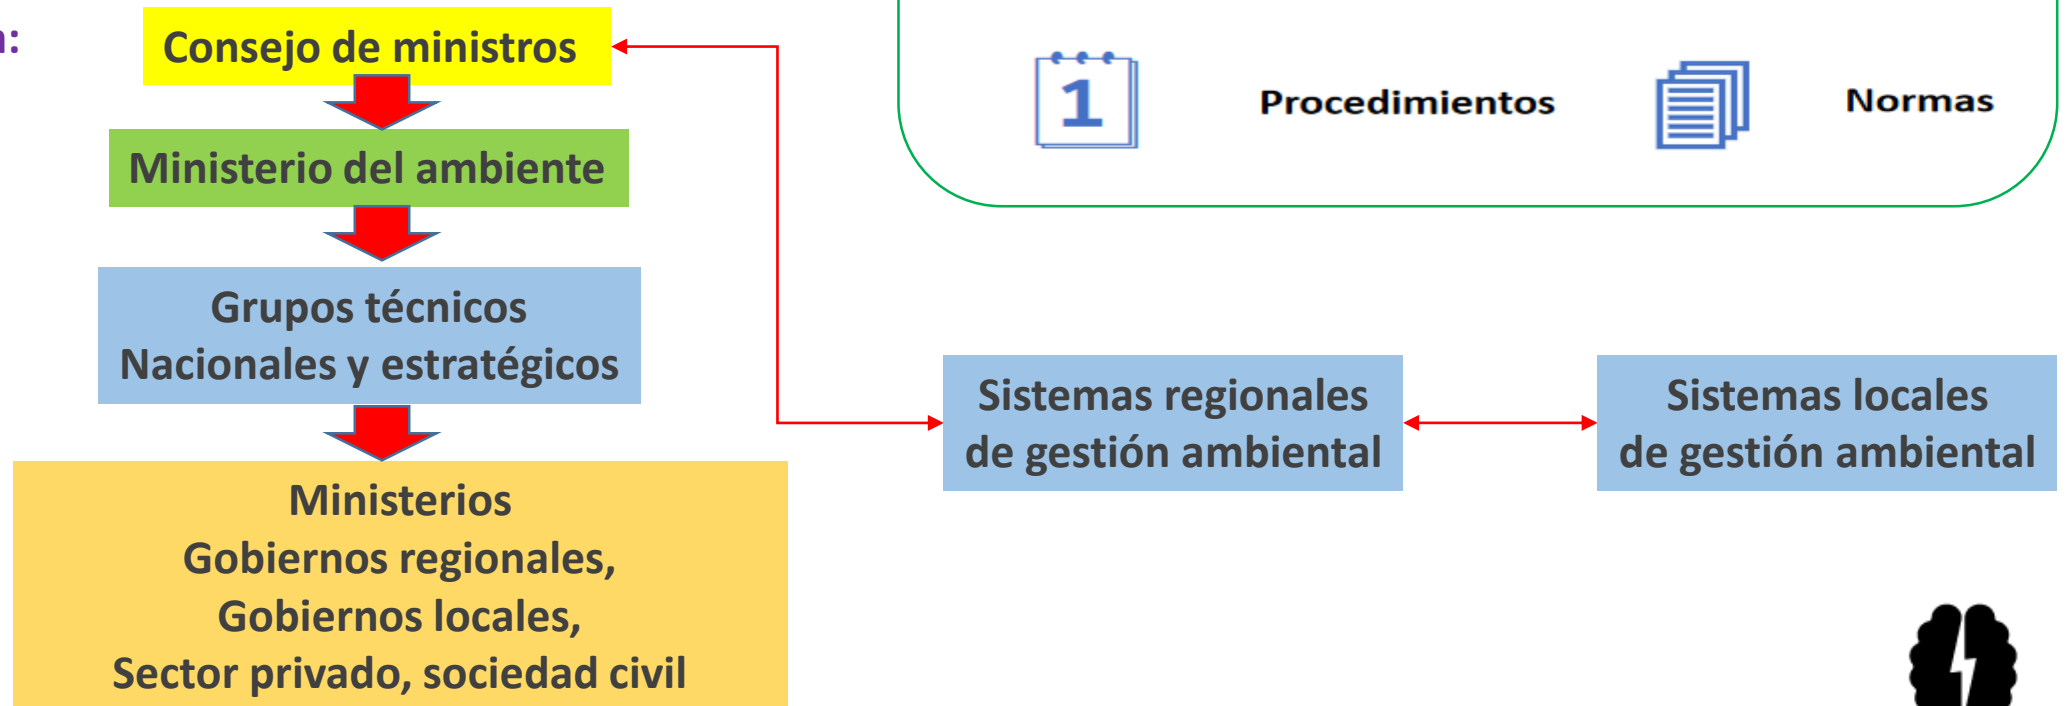 n:
Consejo de ministros
Ministerio del ambiente
Grupos técnicos
Nacionales y estratégicos
Ministerios
Gobiernos regionales,
Gobiernos locales,
Sector privado, sociedad civil
1
Procedimientos
Normas
Sistemas regionales
de gestión ambiental
Sistemas locales
de gestión ambiental